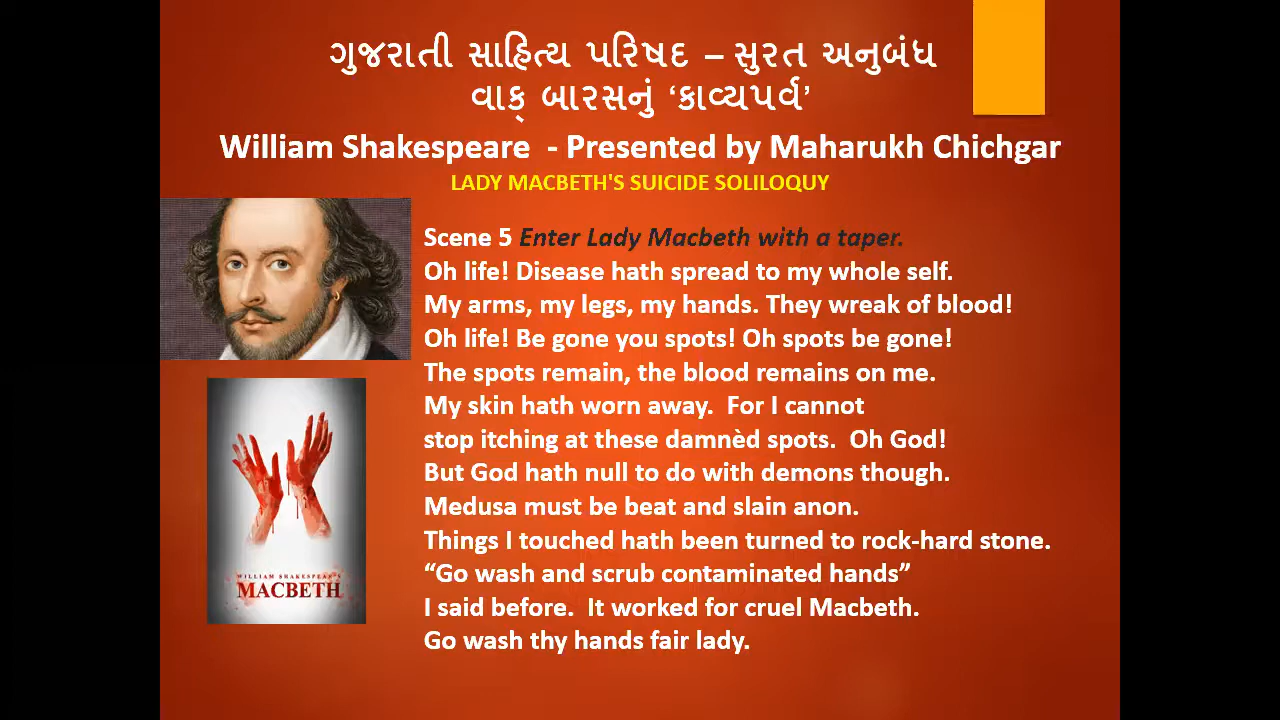 ગુજરાતી સાહિત્ય પરિષદ – સુરત અનુબંધ
વાક્ બારસનું ‘કાવ્યપર્વ’
William Shakespeare - Presented by Maharukh Chichgar
LADY MACBETH'S SUICIDE SOLILOQUY
Scene 5 Enter Lady Macbeth with a taper.
Oh life! Disease hath spread to my whole self.
My arms, my legs, my hands. They wreak of blood!
Oh life! Be gone you spots! Oh spots be gone!
The spots remain, the blood remains on me.
My skin hath worn away. For I cannot
stop itching at these damnèd spots. Oh God!
But God hath null to do with demons though.
Medusa must be beat and slain anon.
Things I touched hath been turned to rock-hard stone.
“Go wash and scrub contaminated hands”
I said before. It worked for cruel Macbeth.
Go wash thy hands fair lady.
WILLIAM SHAKESPEARE'S
MACBETH